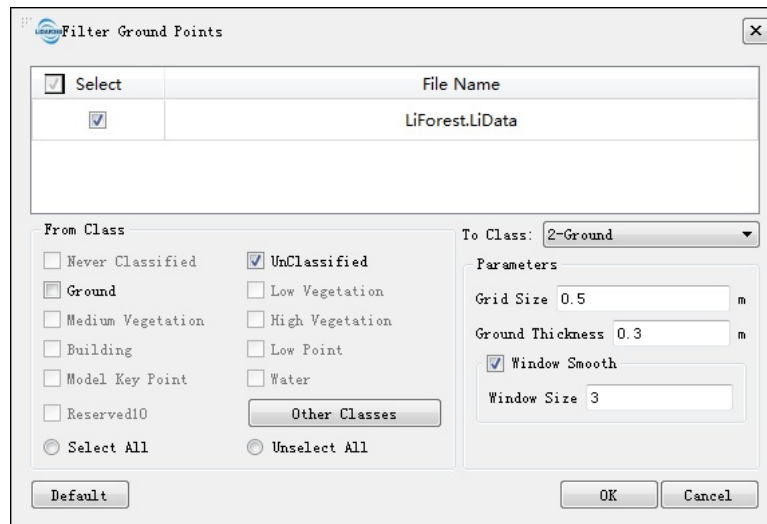 Filter Ground Points
Select File Name
LiForest.LiData
From Class
Never Classified UnClassified
Ground Low Vegetation
Medium Vegetation High Vegetation
Building Low Point
Model Key Point Water
Reserved10 Other Classes
Select All Unselect All
To Class: 2-Ground
Parameters
Grid Size 0.5 m
Ground Thickness 0.3 m
Window Smooth
Window Size 3
Default OK Cancel